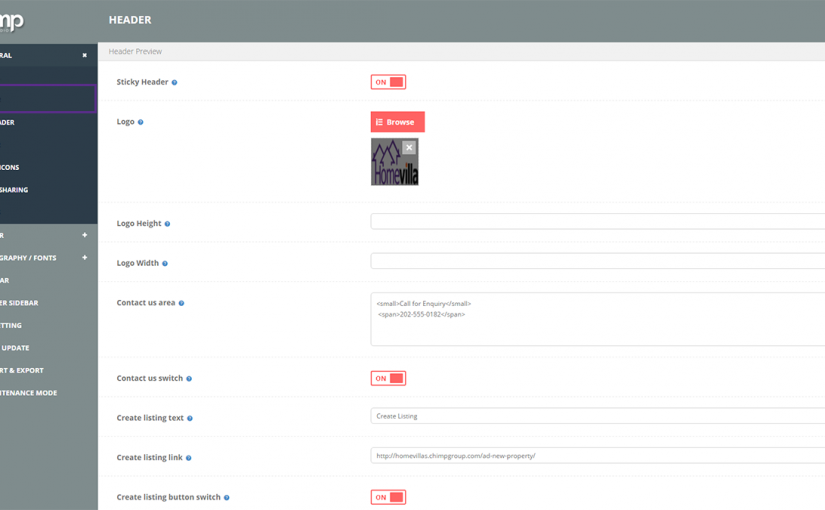 mp
HEADER
RAL
Header Preview
Sticky Header
ON
ADER
Logo
Browse
Homevilla
CONS
SHARING
Logo Height
R
GRAPHY / FONTS
Logo Width
AR
ER SIDEBAR
Contact us area
<small>Call for Enquiry</small>
<span>202-555-0182</span>
TTING
UPDATE
RT & EXPORT
Contact us switch
ON
NTENANCE MODE
Create listing text
Create Listing
Create listing link
http://homevillas.chimpgroup.com/ad-new-property/
Create listing button switch
ON